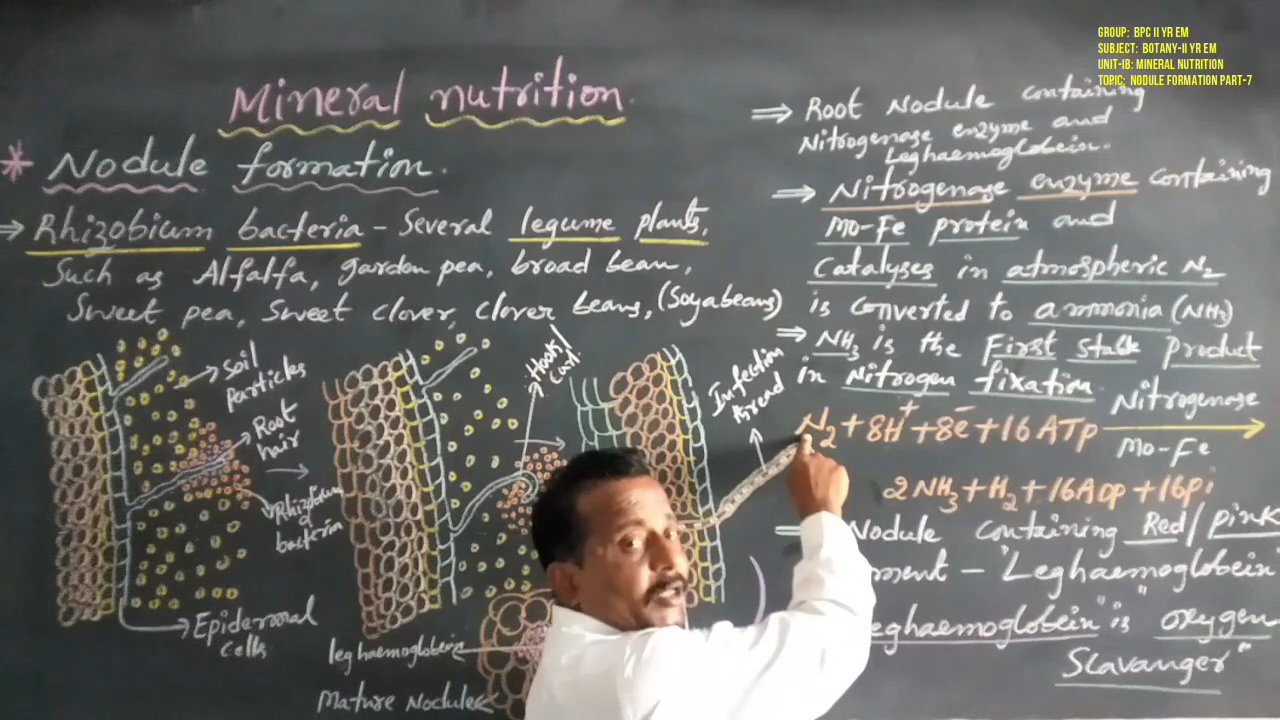 GROUP: BPC II YR EM
SUBJECT: BOTANY-II YR EM
UNIT-IB: MINERAL NUTRITION
TOPIC: NODULE FORMATION PART-7
Mineral nutrition.
* Nodule formation.
⇒ Rhizobium bacteria - Several legume plants,
Such as Alfalfa, gardon pea, broad bean,
Sweet pea, Sweet clover, clover beans, (Soyabeans)
Soil
particles
Root
hair
Rhizobium
bacteria
Epidermal
cells
Hook/
Curl
Infection
thread
leghaemoglobein
Mature Nodules
⇒ Root Nodule containing
Nitrogenase enzyme and
Leghaemoglobein.
⇒ Nitrogenase enzyme containing
Mo-Fe protein and
Catalyses in atmospheric N₂
is converted to ammonia (NH₃)
⇒ NH₃ is the First product
in Nitrogen fixation
N₂ + 8H⁺ + 8e⁻ + 16 ATP
Nitrogenase
Mo-Fe
2NH₃ + H₂ + 16ADP + 16Pi
Nodule containing Red/pink
ment - "Leghaemoglobein"
eghaemoglobein is "oxygen
Scavanger"